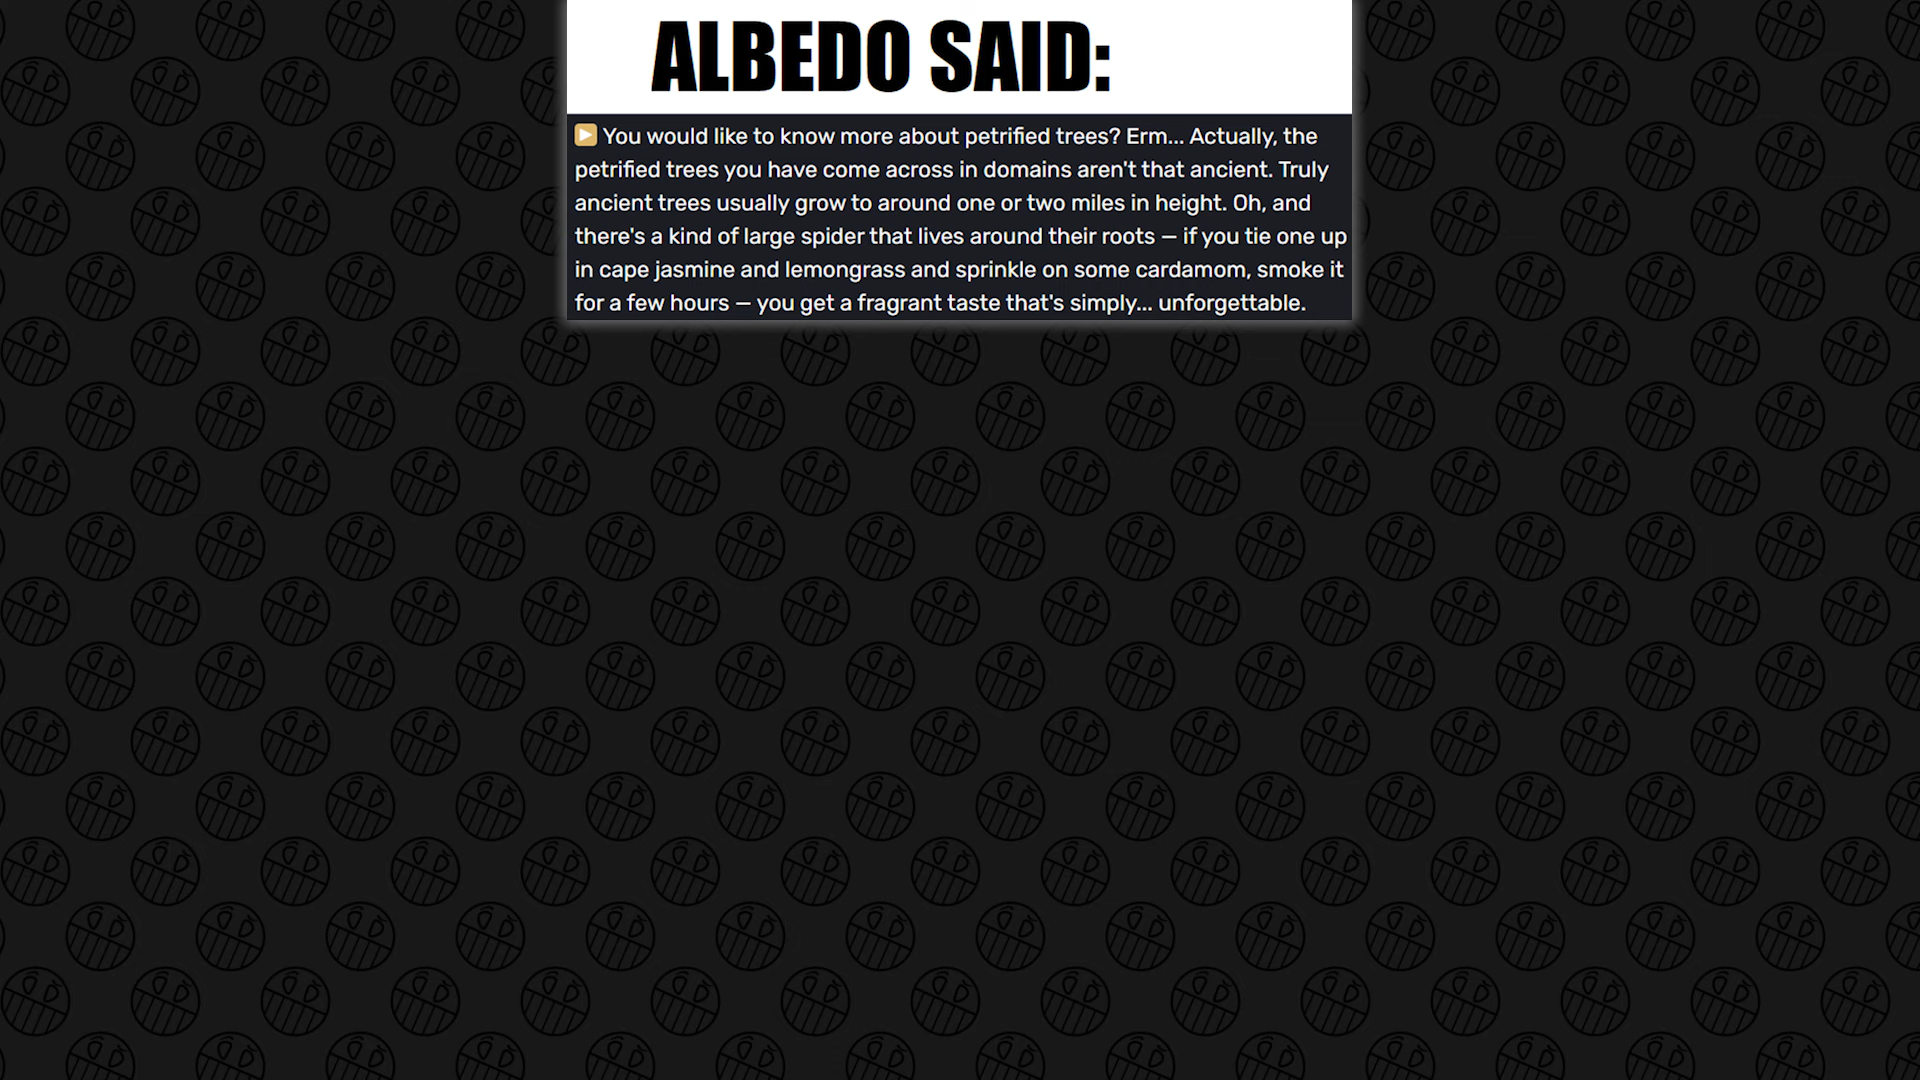 ALBEDO SAID:
You would like to know more about petrified trees? Erm... Actually, the
petrified trees you have come across in domains aren't that ancient. Truly
ancient trees usually grow to around one or two miles in height. Oh, and
there's a kind of large spider that lives around their roots — if you tie one up
in cape jasmine and lemongrass and sprinkle on some cardamom, smoke it
for a few hours — you get a fragrant taste that's simply... unforgettable.